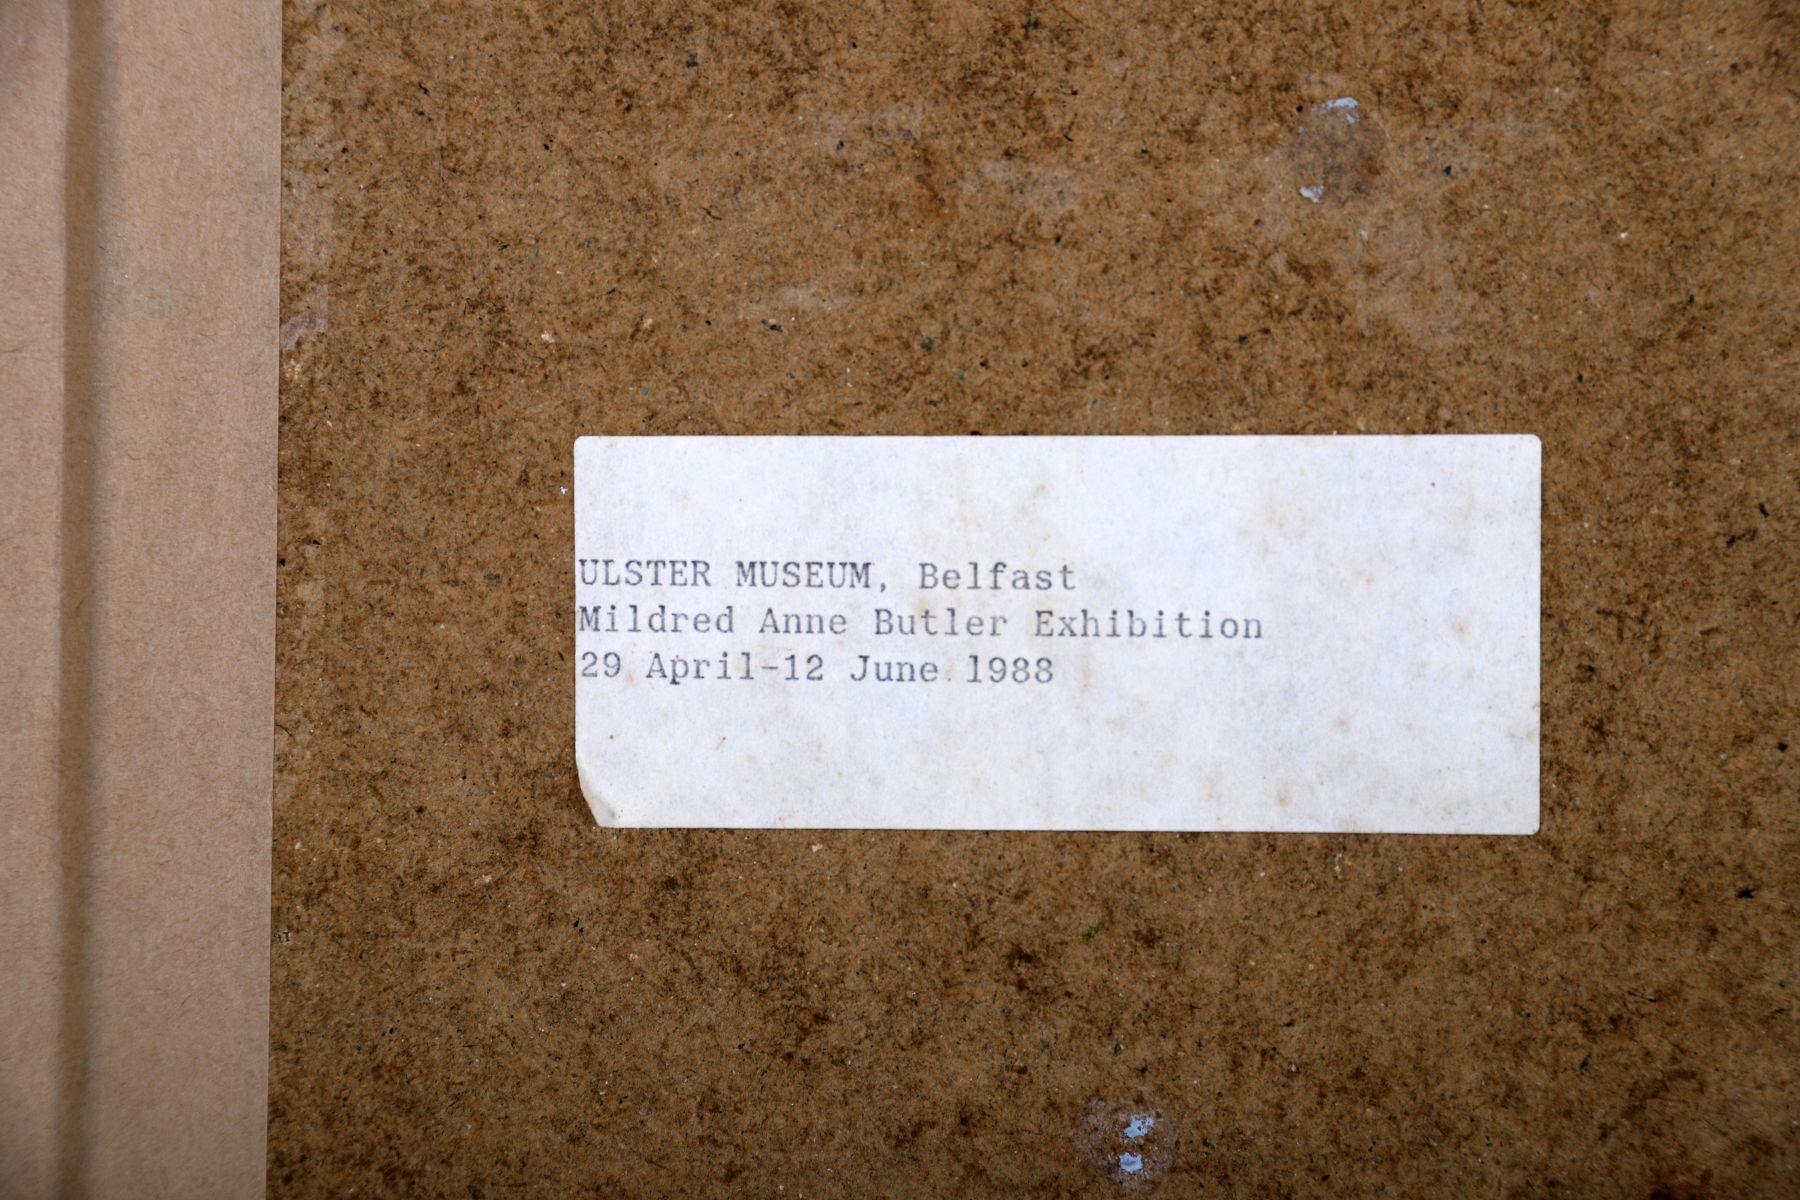 ULSTER MUSEUM, Belfast
Mildred Anne Butler Exhibition
29 April-12 June 1988